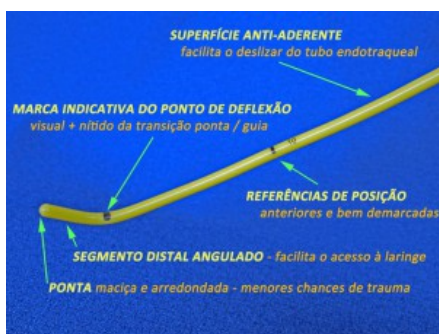 SUPERFÍCIE ANTI-ADERENTE
facilita o deslizar do tubo endotraqueal
MARCA INDICATIVA DO PONTO DE DEFLEXÃO
visual + nítido da transição ponta / guia
REFERÊNCIAS DE POSIÇÃO
anteriores e bem demarcadas
SEGMENTO DISTAL ANGULADO - facilita o acesso à laringe
PONTA maciça e arredondada - menores chances de trauma